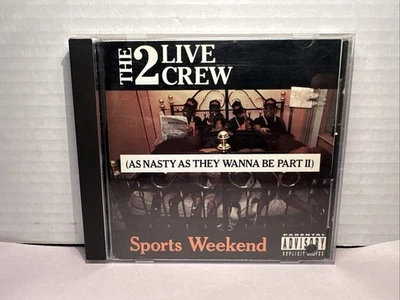 THE 2 LIVE CREW
(AS NASTY AS THEY WANNA BE PART II)
Sports Weekend
PARENTAL
ADVISORY
EXPLICIT